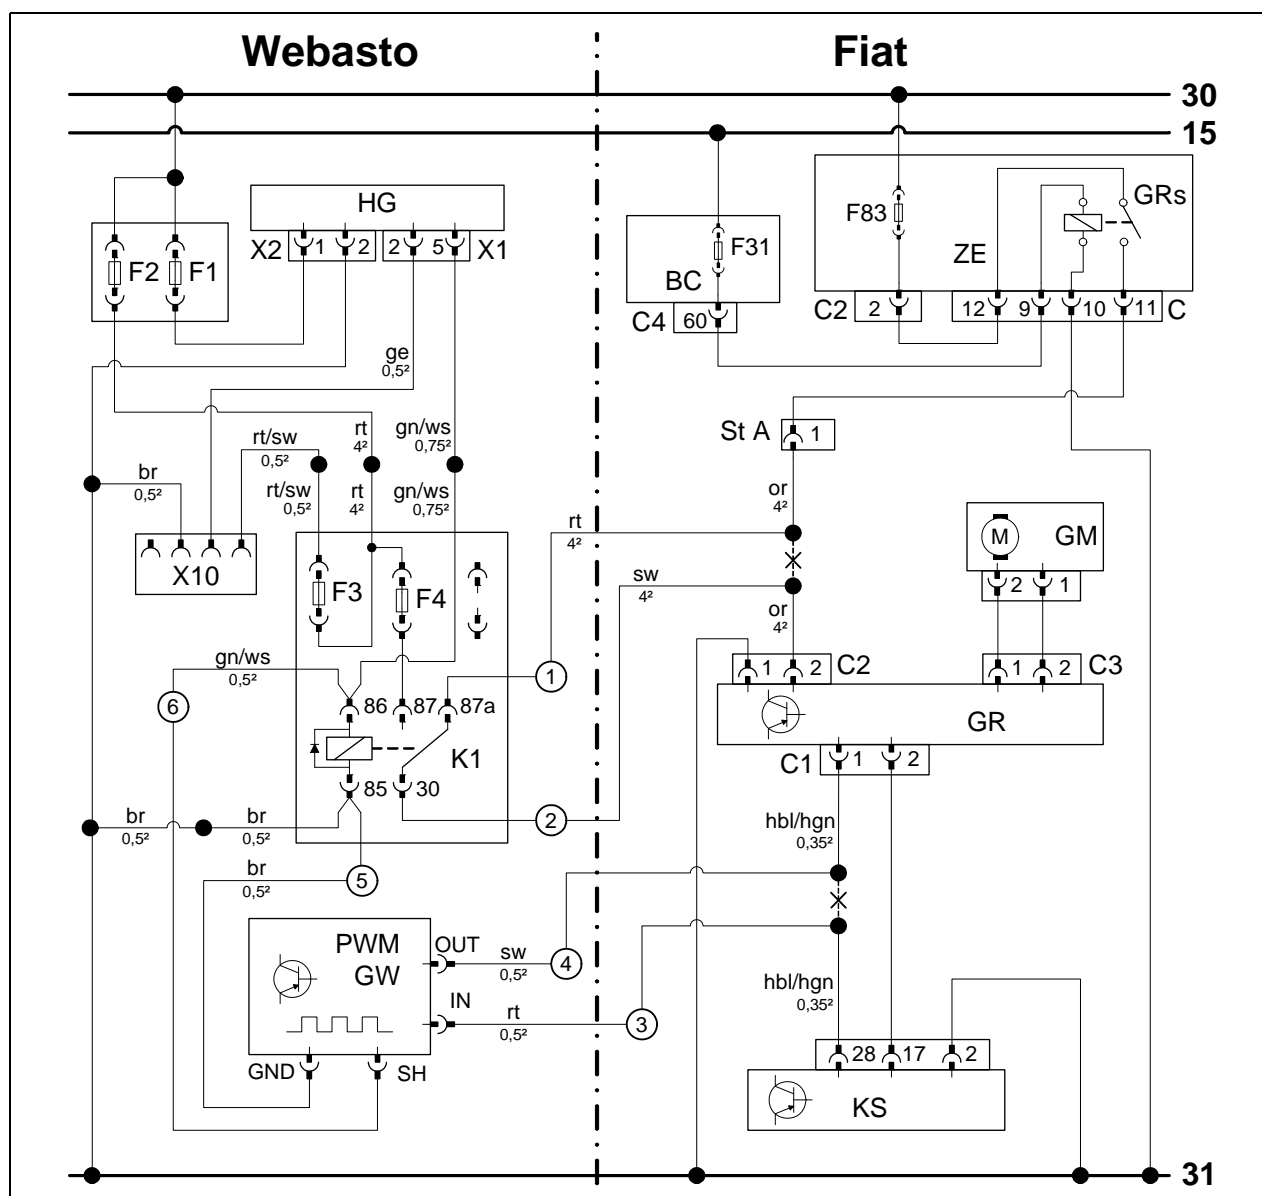 Webasto Fiat
30
15
HG
GRs
F83
F2 F1
X2 1 2 2 5 X1
F31
BC
ZE
C4 60
C2 2 12 9 10 11 C
ge
0,5²
St A 1
rt/sw
0,5²
rt
4²
gn/ws
0,75²
br
0,5²
rt/sw
0,5²
rt
4²
gn/ws
0,75²
or
4²
rt
4²
M GM
2 1
X10
F3 F4
sw
4²
or
4²
gn/ws
0,5²
1
1 2 C2
1 2 C3
6
86 87 87a
GR
K1
C1 1 2
85 30
br
0,5²
br
0,5²
2
hbl/hgn
0,35²
br
0,5²
5
PWM
GW
OUT
sw
0,5²
4
hbl/hgn
0,35²
IN
rt
0,5²
3
GND SH
28 17 2
KS
31